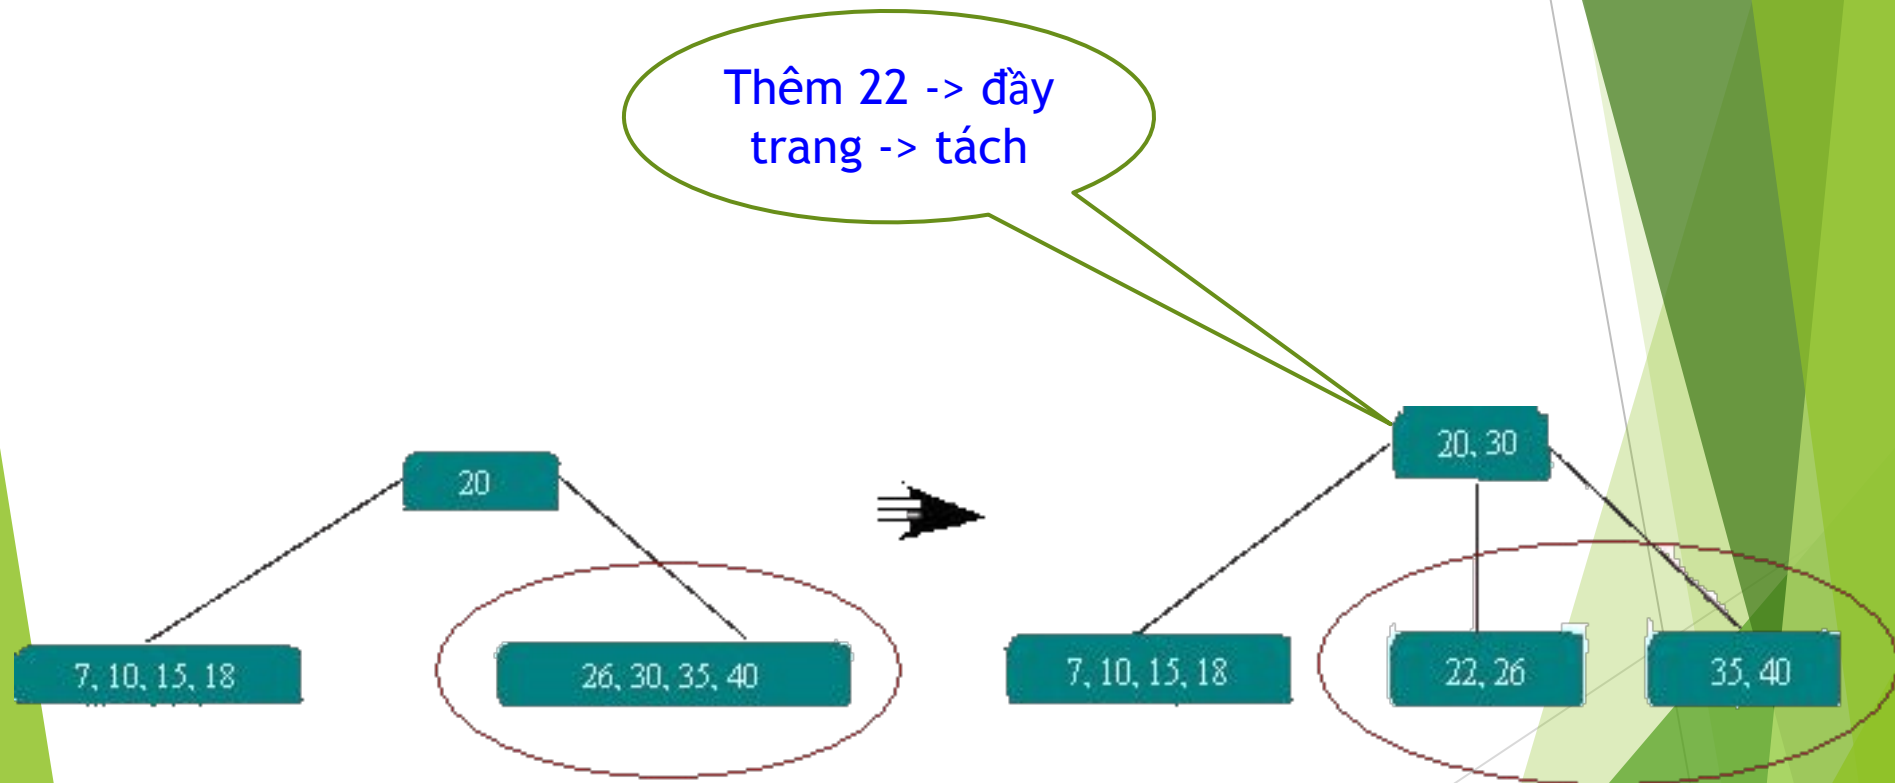 Thêm 22 -> đầy
trang -> tách
20
7, 10, 15, 18
26, 30, 35, 40
20, 30
7, 10, 15, 18
22, 26
35, 40